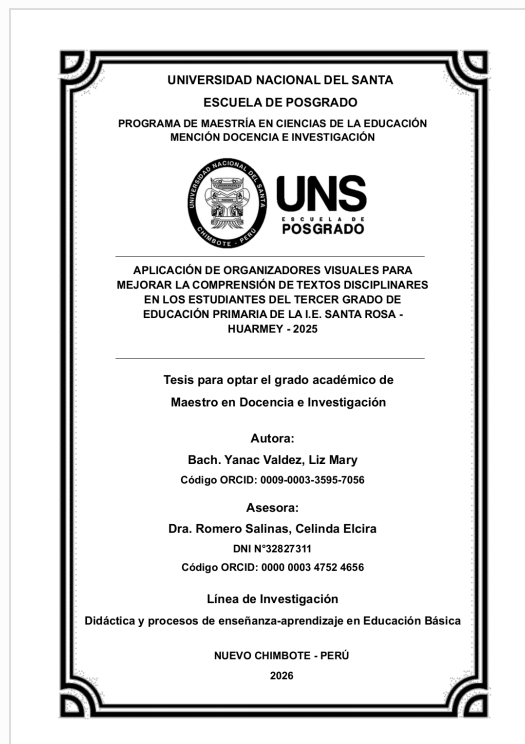 UNIVERSIDAD NACIONAL DEL SANTA
ESCUELA DE POSGRADO
PROGRAMA DE MAESTRÍA EN CIENCIAS DE LA EDUCACIÓN
MENCIÓN DOCENCIA E INVESTIGACIÓN
UNIVERSIDAD NACIONAL DEL SANTA
CHIMBOTE - PERÚ
UNS
ESCUELA DE
POSGRADO
APLICACIÓN DE ORGANIZADORES VISUALES PARA
MEJORAR LA COMPRENSIÓN DE TEXTOS DISCIPLINARES
EN LOS ESTUDIANTES DEL TERCER GRADO DE
EDUCACIÓN PRIMARIA DE LA I.E. SANTA ROSA -
HUARMEY - 2025
Tesis para optar el grado académico de
Maestro en Docencia e Investigación
Autora:
Bach. Yanac Valdez, Liz Mary
Código ORCID: 0009-0003-3595-7056
Asesora:
Dra. Romero Salinas, Celinda Elcira
DNI N°32827311
Código ORCID: 0000 0003 4752 4656
Línea de Investigación
Didáctica y procesos de enseñanza-aprendizaje en Educación Básica
NUEVO CHIMBOTE - PERÚ
2026